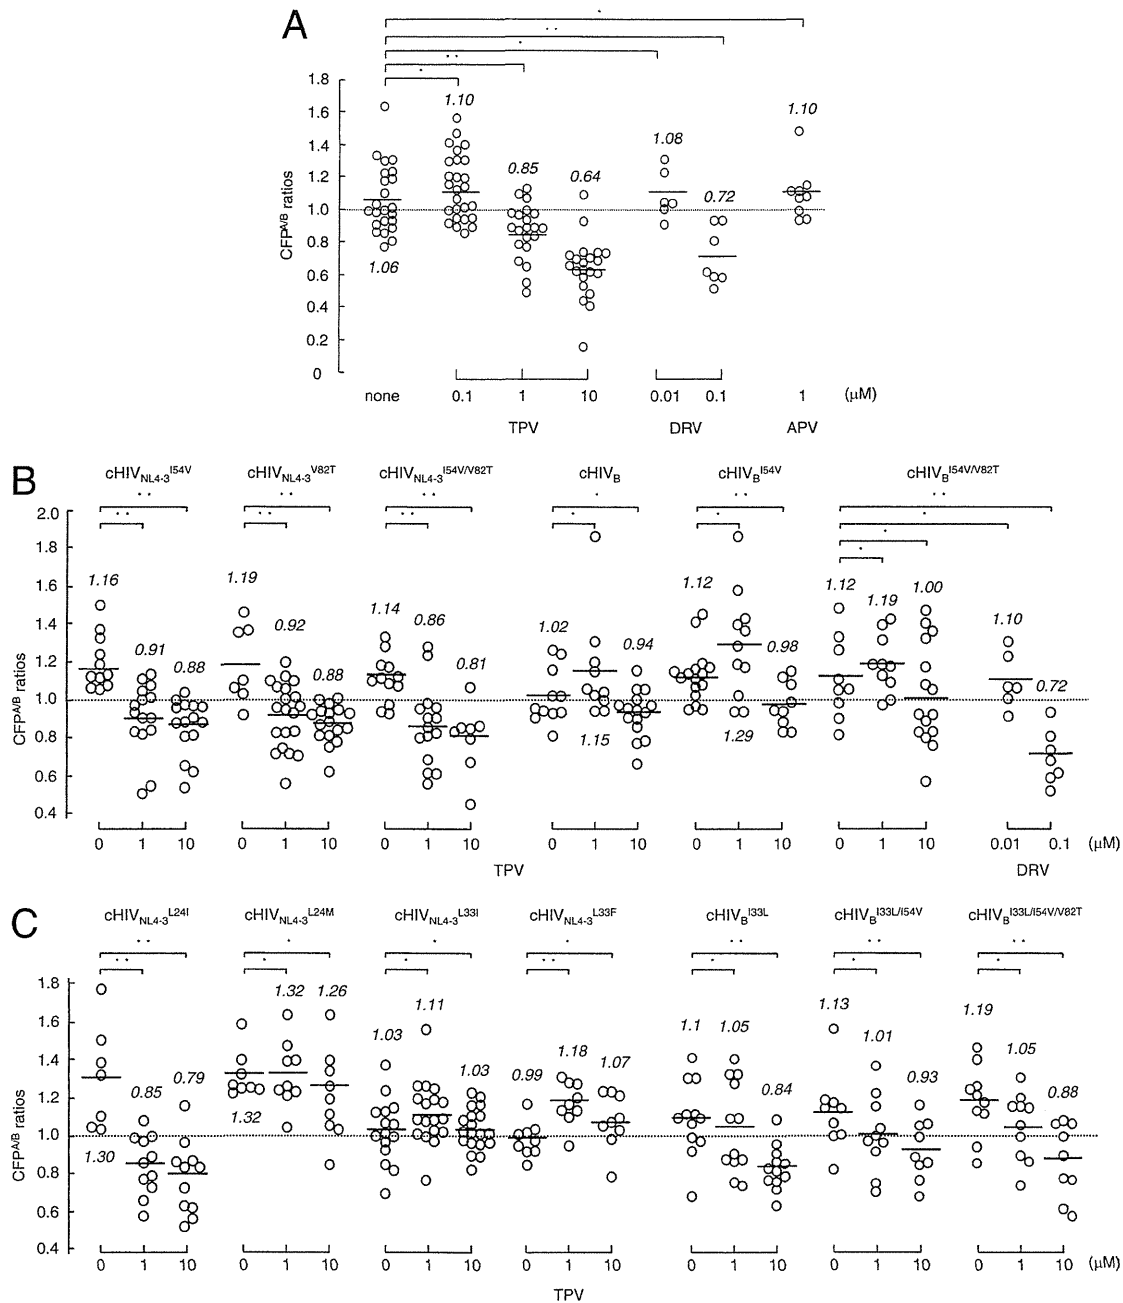 A
1.8
1.6
1.4
1.2
1.0
0.8
0.6
0.4
0.2
0
CFP^A/B ratios
1.06
1.10
0.85
0.64
1.08
0.72
1.10
none
0.1
1
10
0.01
0.1
1
(μM)
TPV
DRV
APV
B
cHIV_NL4-3^I54V
cHIV_NL4-3^V82T
cHIV_NL4-3^I54V/V82T
cHIV_B
cHIV_B^I54V
cHIV_B^I54V/V82T
2.0
1.8
1.6
1.4
1.2
1.0
0.8
0.6
0.4
CFP^A/B ratios
1.16
0.91
0.88
1.19
0.92
0.88
1.14
0.86
0.81
1.02
1.15
0.94
1.12
1.29
0.98
1.12
1.19
1.00
1.10
0.72
0 1 10 0 1 10 0 1 10 0 1 10 0 1 10 0 1 10 0.01 0.1 (μM)
TPV
DRV
C
cHIV_NL4-3^L24I
cHIV_NL4-3^L24M
cHIV_NL4-3^L33I
cHIV_NL4-3^L33F
cHIV_B^I33L
cHIV_B^I33L/I54V
cHIV_B^I33L/I54V/V82T
1.8
1.6
1.4
1.2
1.0
0.8
0.6
0.4
CFP^A/B ratios
1.30
0.85
0.79
1.32
1.32
1.26
1.03
1.11
1.03
0.99
1.18
1.07
1.1
1.05
0.84
1.13
1.01
0.93
1.19
1.05
0.88
0 1 10 0 1 10 0 1 10 0 1 10 0 1 10 0 1 10 0 1 10 (μM)
TPV